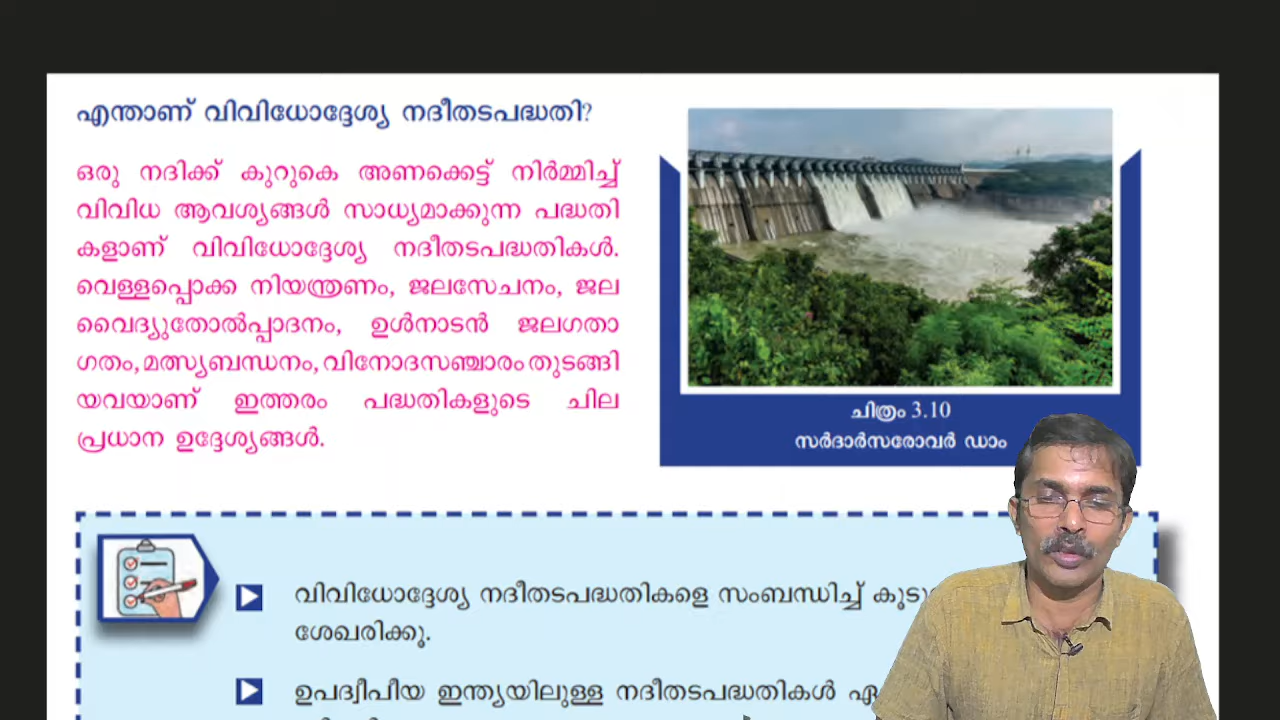 എന്താണ് വിവിധോദ്ദേശ്യ നദീതടപദ്ധതി?
ഒരു നദിക്ക് കുറുകെ അണക്കെട്ട് നിർമ്മിച്ച്
വിവിധ ആവശ്യങ്ങൾ സാധ്യമാക്കുന്ന പദ്ധതി
കളാണ് വിവിധോദ്ദേശ്യ നദീതടപദ്ധതികൾ.
വെള്ളപ്പൊക്ക നിയന്ത്രണം, ജലസേചനം, ജല
വൈദ്യുതോൽപ്പാദനം, ഉൾനാടൻ ജലഗതാ
ഗതം, മത്സ്യബന്ധനം, വിനോദസഞ്ചാരം തുടങ്ങി
യവയാണ് ഇത്തരം പദ്ധതികളുടെ ചില
പ്രധാന ഉദ്ദേശ്യങ്ങൾ.
ചിത്രം 3.10
സർദാർസരോവർ ഡാം
വിവിധോദ്ദേശ്യ നദീതടപദ്ധതികളെ സംബന്ധിച്ച്
ശേഖരിക്കൂ.
ഉപദ്വീപീയ ഇന്ത്യയിലുള്ള നദീതടപദ്ധതികൾ